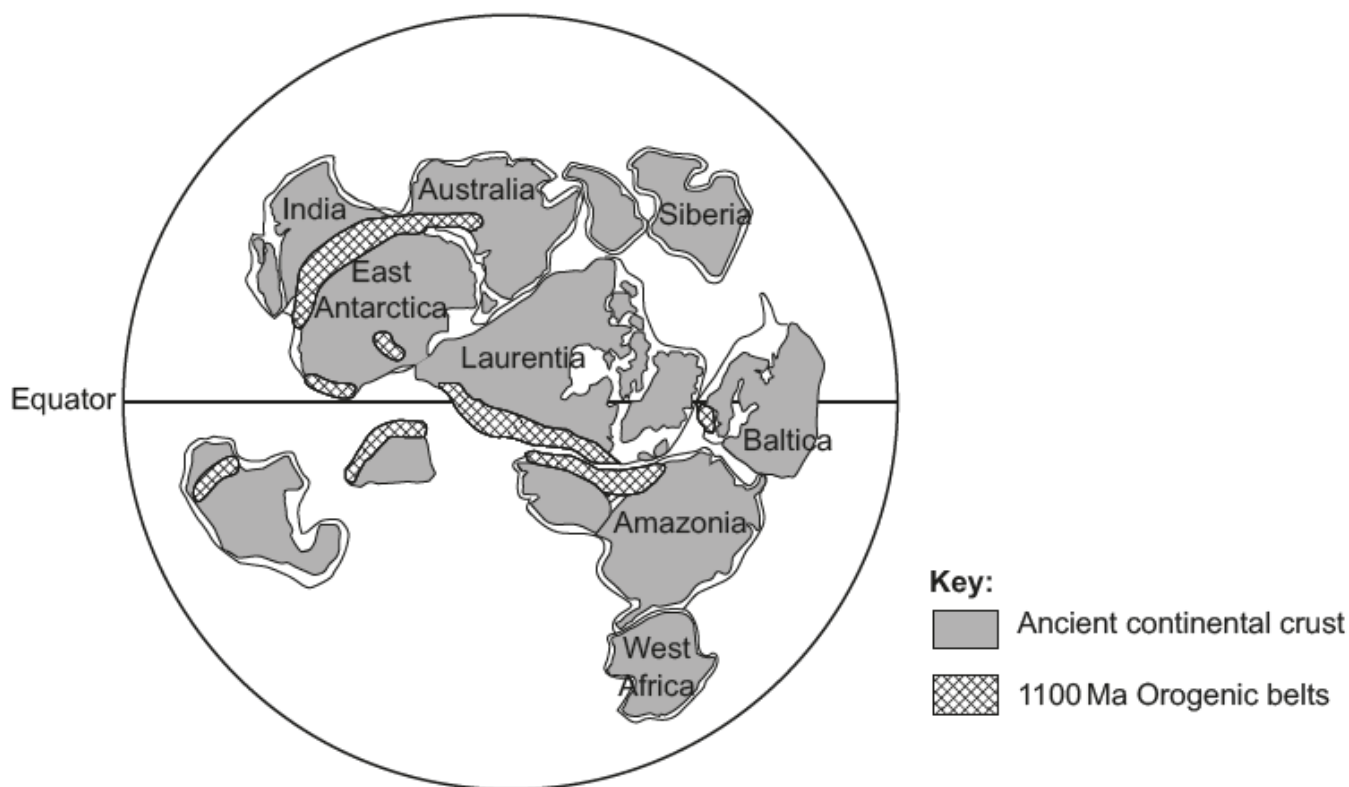 Australia
India
Siberia
East
Antarctica
Laurentia
Equator
Baltica
Amazonia
West
Africa
Key:
Ancient continental crust
1100 Ma Orogenic belts